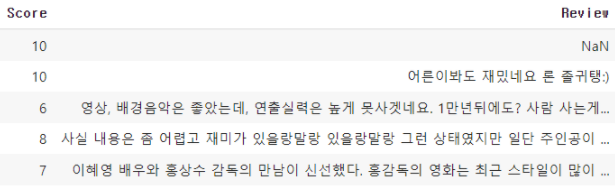 Score Review
10 NaN
10 어른이봐도 재밌네요 론 졸귀탱:)
6 영상, 배경음악은 좋았는데, 연출실력은 높게 못사겟네요. 1만년뒤에도? 사람 사는게...
8 사실 내용은 좀 어렵고 재미가 있을랑말랑 있을랑말랑 그런 상태였지만 일단 주인공이 ...
7 이혜영 배우와 홍상수 감독의 만남이 신선했다. 홍감독의 영화는 최근 스타일이 많이 ...